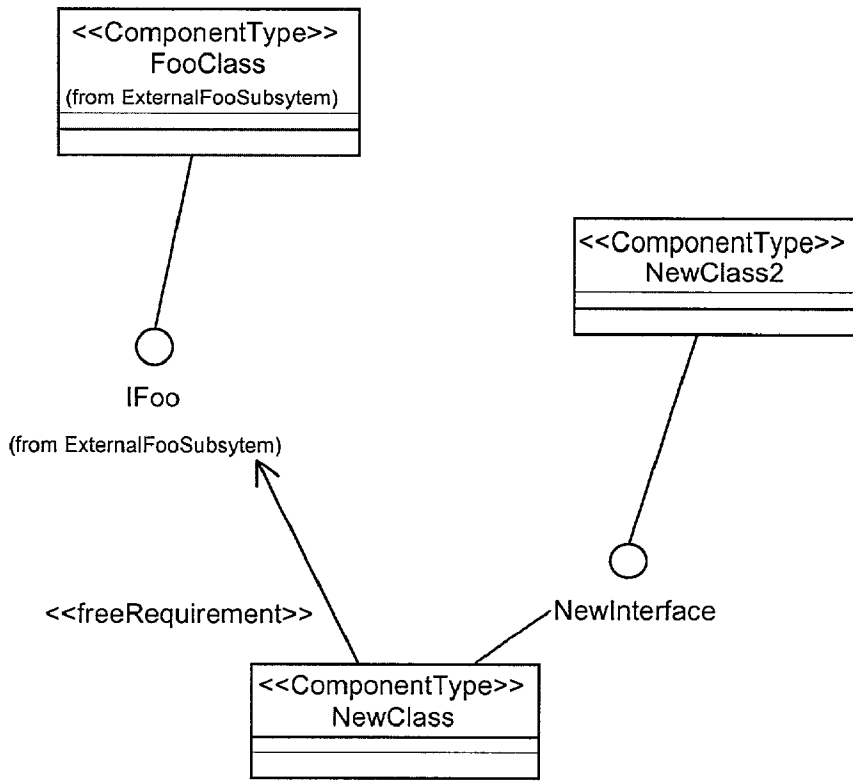 <<ComponentType>>
FooClass
(from ExternalFooSubsytem)
<<ComponentType>>
NewClass2
IFoo
(from ExternalFooSubsytem)
<<freeRequirement>>
NewInterface
<<ComponentType>>
NewClass